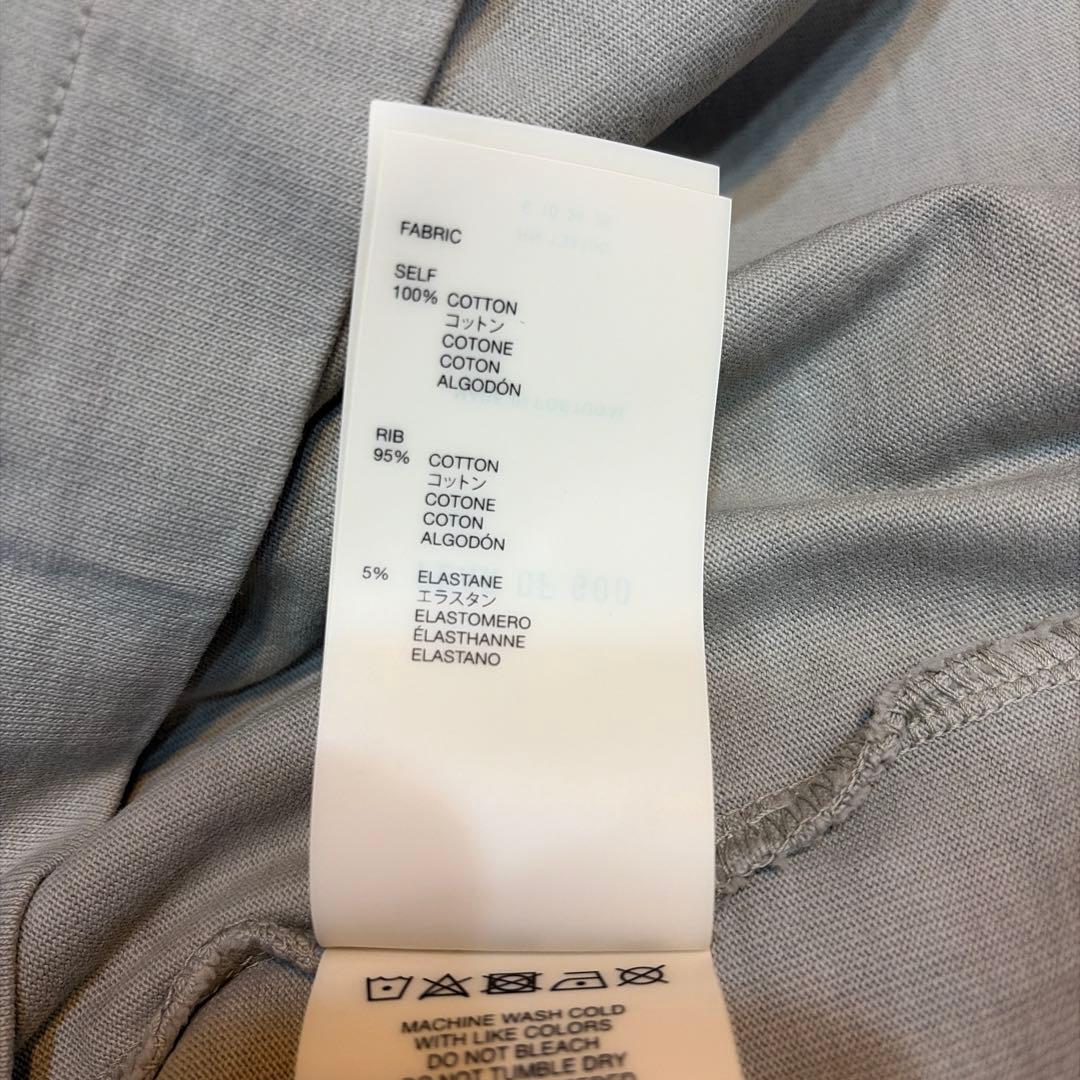 FABRIC
SELF
100% COTTON
コットン
COTONE
COTON
ALGODÓN
RIB
95% COTTON
コットン
COTONE
COTON
ALGODÓN
5% ELASTANE
エラスタン
ELASTOMERO
ÉLASTHANNE
ELASTANO
MACHINE WASH COLD
WITH LIKE COLORS
DO NOT BLEACH
DO NOT TUMBLE DRY